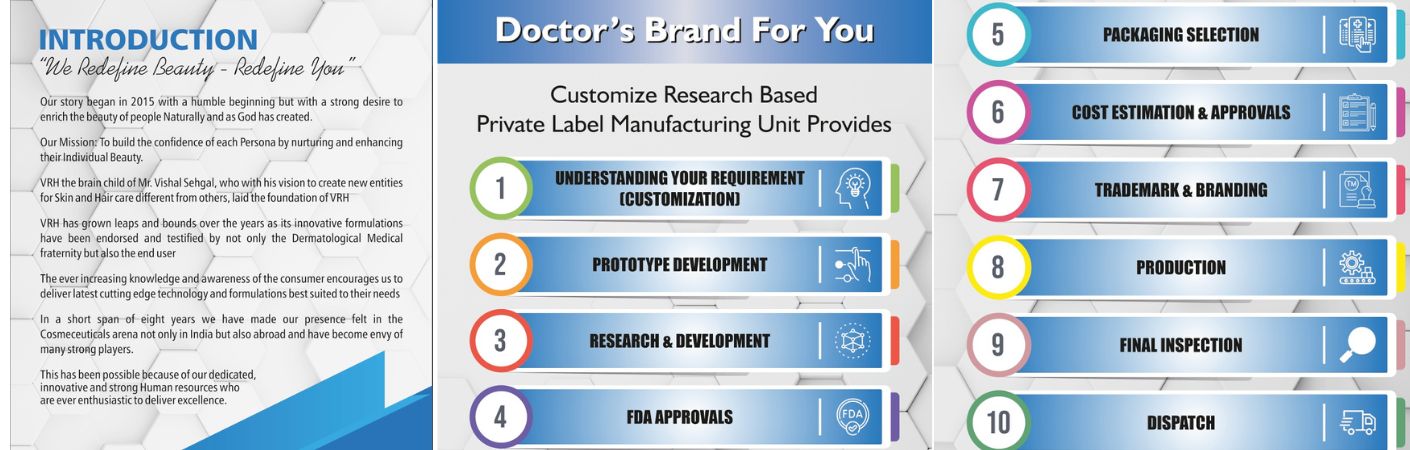 INTRODUCTION
“We Redefine Beauty - Redefine You”
Our story began in 2015 with a humble beginning but with a strong desire to
enrich the beauty of people Naturally and as God has created.
Our Mission: To build the confidence of each Persona by nurturing and enhancing
their Individual Beauty.
VRH the brain child of Mr. Vishal Sehgal, who with his vision to create new entities
for Skin and Hair care different from others, laid the foundation of VRH
VRH has grown leaps and bounds over the years as its innovative formulations
have been endorsed and testified by not only the Dermatological Medical
fraternity but also the end user
The ever increasing knowledge and awareness of the consumer encourages us to
deliver latest cutting edge technology and formulations best suited to their needs
In a short span of eight years we have made our presence felt in the
Cosmeceuticals arena not only in India but also abroad and have become envy of
many strong players.
This has been possible because of our dedicated,
innovative and strong Human resources who
are ever enthusiastic to deliver excellence.
Doctor’s Brand For You
Customize Research Based
Private Label Manufacturing Unit Provides
1
UNDERSTANDING YOUR REQUIREMENT
(CUSTOMIZATION)
2
PROTOTYPE DEVELOPMENT
3
RESEARCH & DEVELOPMENT
4
FDA APPROVALS
FDA
5
PACKAGING SELECTION
6
COST ESTIMATION & APPROVALS
7
TRADEMARK & BRANDING
TM
8
PRODUCTION
9
FINAL INSPECTION
10
DISPATCH